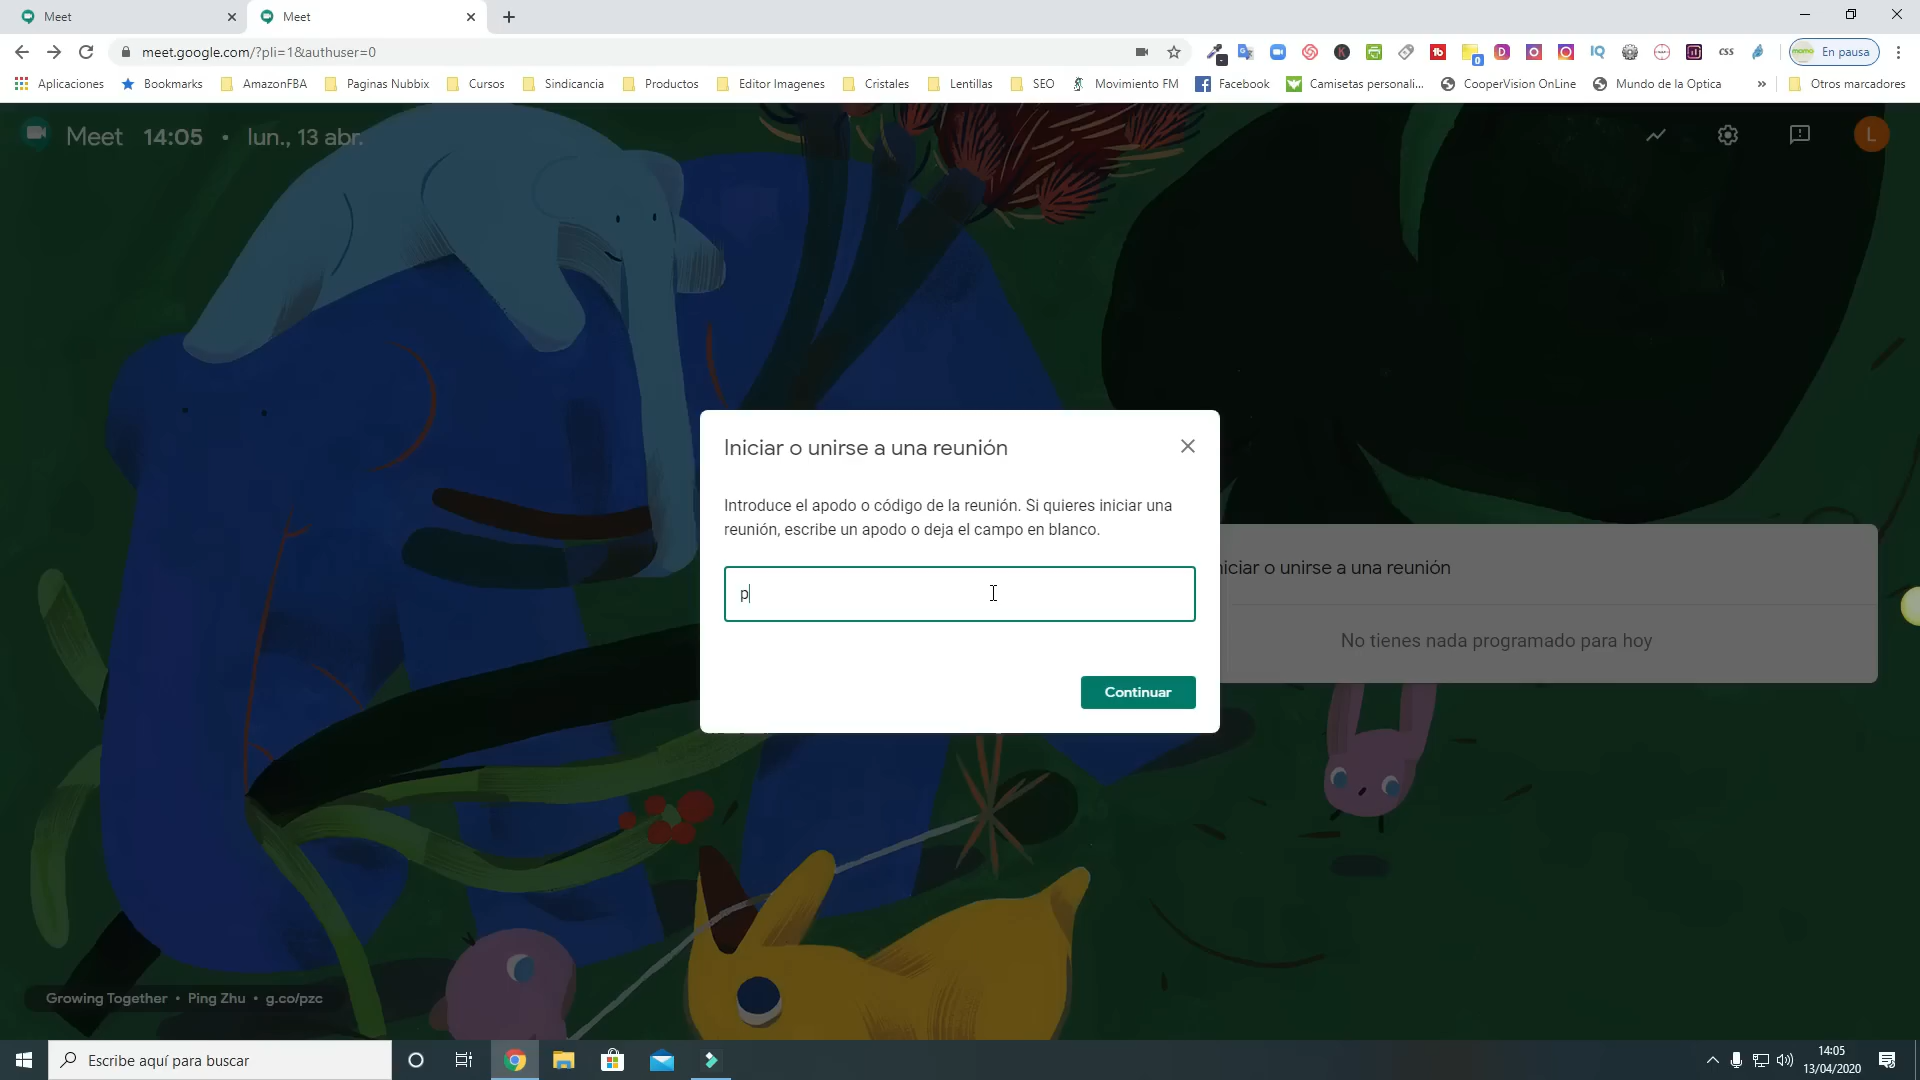 Meet
Meet
meet.google.com/?pli=1&authuser=0
En pausa
Aplicaciones
Bookmarks
AmazonFBA
Paginas Nubbix
Cursos
Sindicancia
Productos
Editor Imagenes
Cristales
Lentillas
SEO
Movimiento FM
Facebook
Camisetas personali...
CooperVision OnLine
Mundo de la Optica
»
Otros marcadores
Meet 14:05 • lun., 13 abr.
L
Iniciar o unirse a una reunión
Introduce el apodo o código de la reunión. Si quieres iniciar una
reunión, escribe un apodo o deja el campo en blanco.
p
Continuar
niciar o unirse a una reunión
No tienes nada programado para hoy
Growing Together • Ping Zhu • g.co/pzc
Escribe aquí para buscar
14:05
13/04/2020